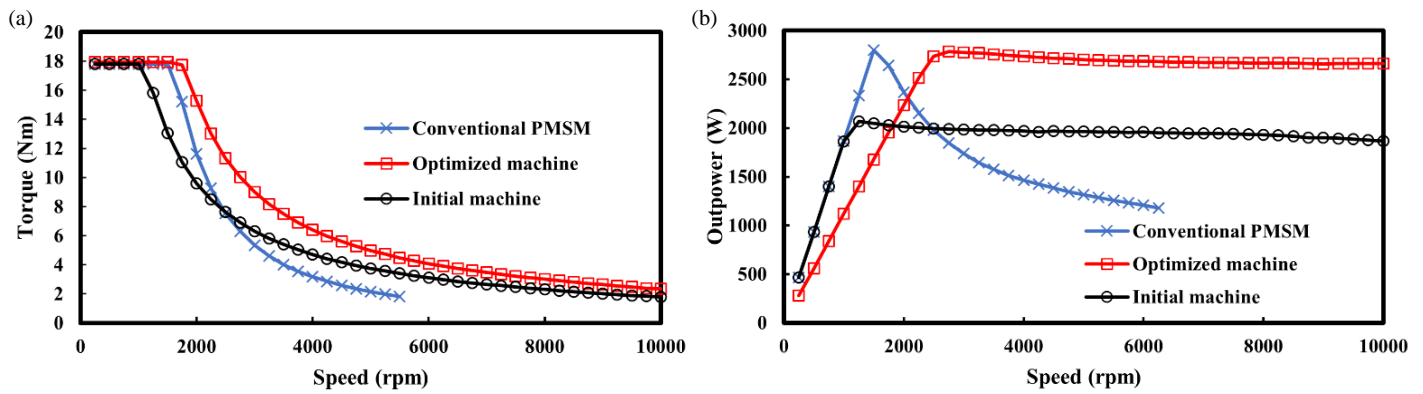 (a)
20
18
16
14
12
10
8
6
4
2
0
Torque (Nm)
Conventional PMSM
Optimized machine
Initial machine
0 2000 4000 6000 8000 10000
Speed (rpm)
(b)
3000
2500
2000
1500
1000
500
0
Outpower (W)
Conventional PMSM
Optimized machine
Initial machine
0 2000 4000 6000 8000 10000
Speed (rpm)